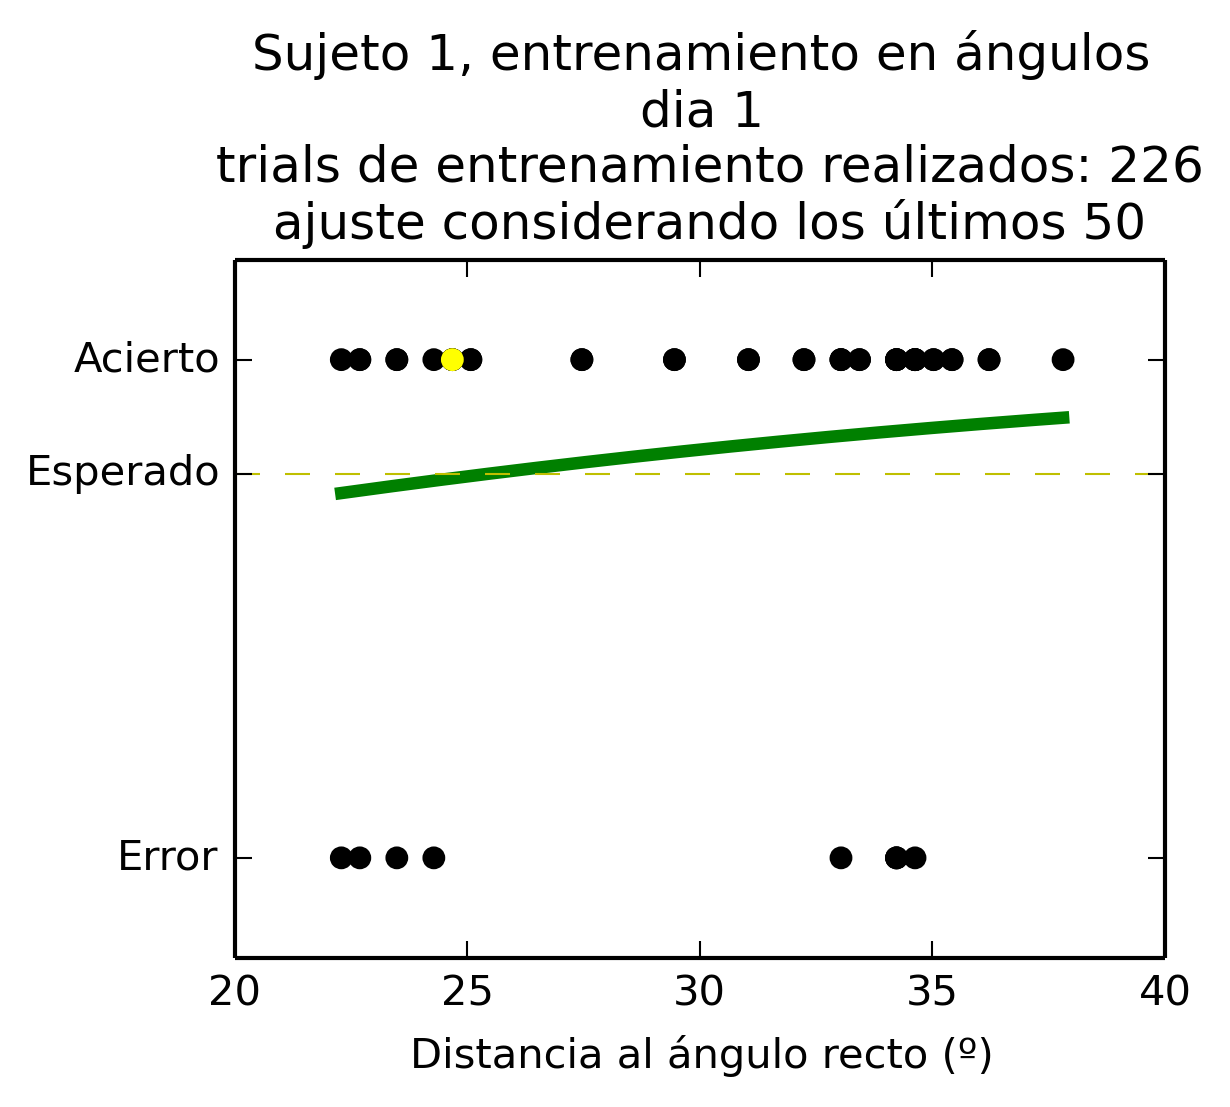 Sujeto 1, entrenamiento en ángulos
dia 1
trials de entrenamiento realizados: 226
ajuste considerando los últimos 50
Acierto
Esperado
Error
20 25 30 35 40
Distancia al ángulo recto (º)